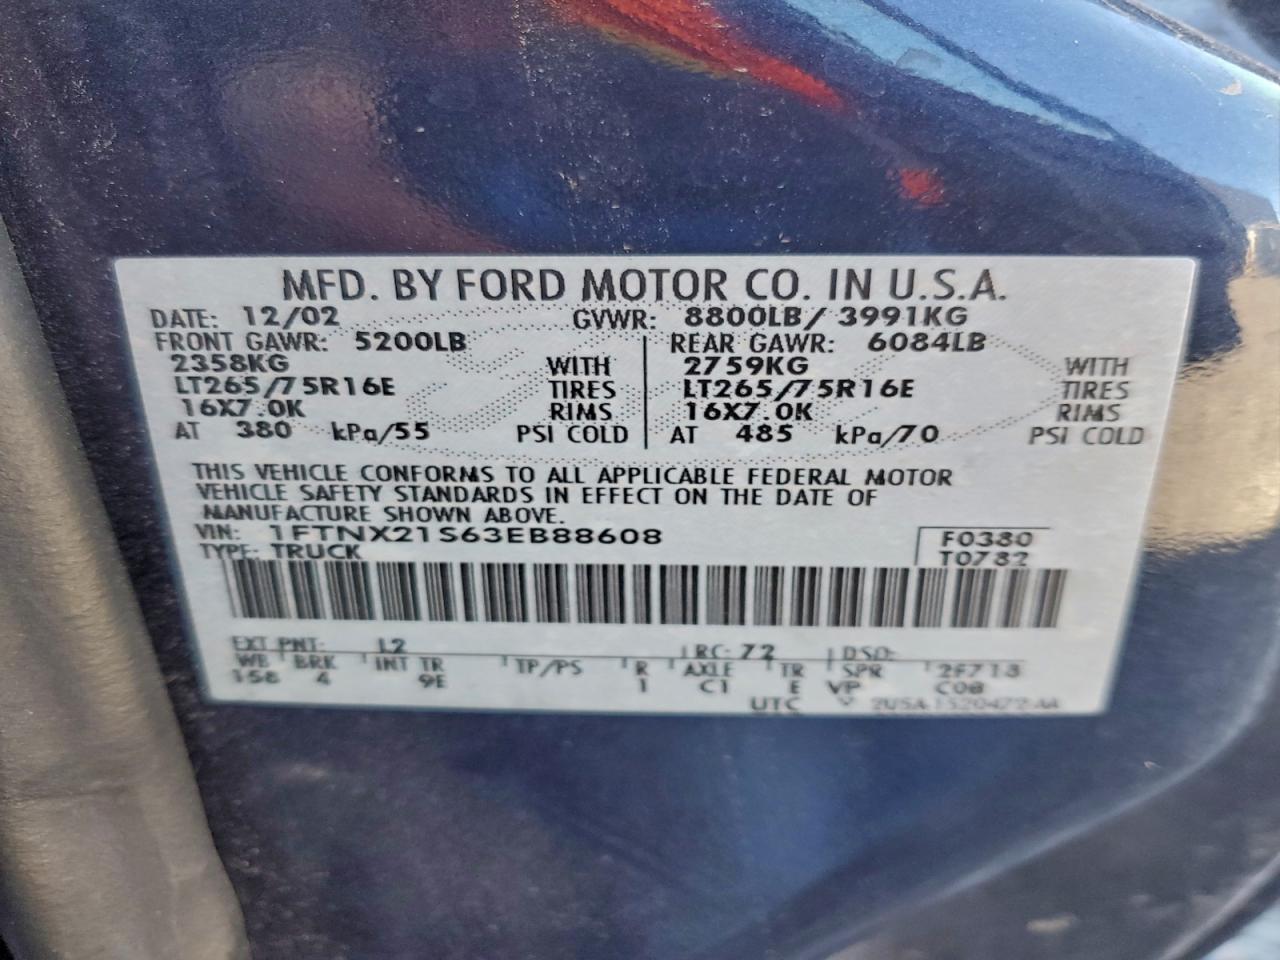 MFD. BY FORD MOTOR CO. IN U.S.A.
DATE: 12/02 GVWR: 8800LB/ 3991KG
FRONT GAWR: 5200LB REAR GAWR: 6084LB
2358KG WITH 2759KG WITH
LT265/75R16E TIRES LT265/75R16E TIRES
16X7.0K RIMS 16X7.0K RIMS
AT 380 kPa/55 PSI COLD AT 485 kPa/70 PSI COLD
THIS VEHICLE CONFORMS TO ALL APPLICABLE FEDERAL MOTOR
VEHICLE SAFETY STANDARDS IN EFFECT ON THE DATE OF
MANUFACTURE SHOWN ABOVE.
VIN: 1FTNX21S63EB88608 F0380
TYPE: TRUCK T0782
EXT PNT: L2 RC: 72 DSO:
WB BRK INT TR TP/PS R AXLE TR SPR 2F713
158 4 9E 1 C1 E VP C08
UTC